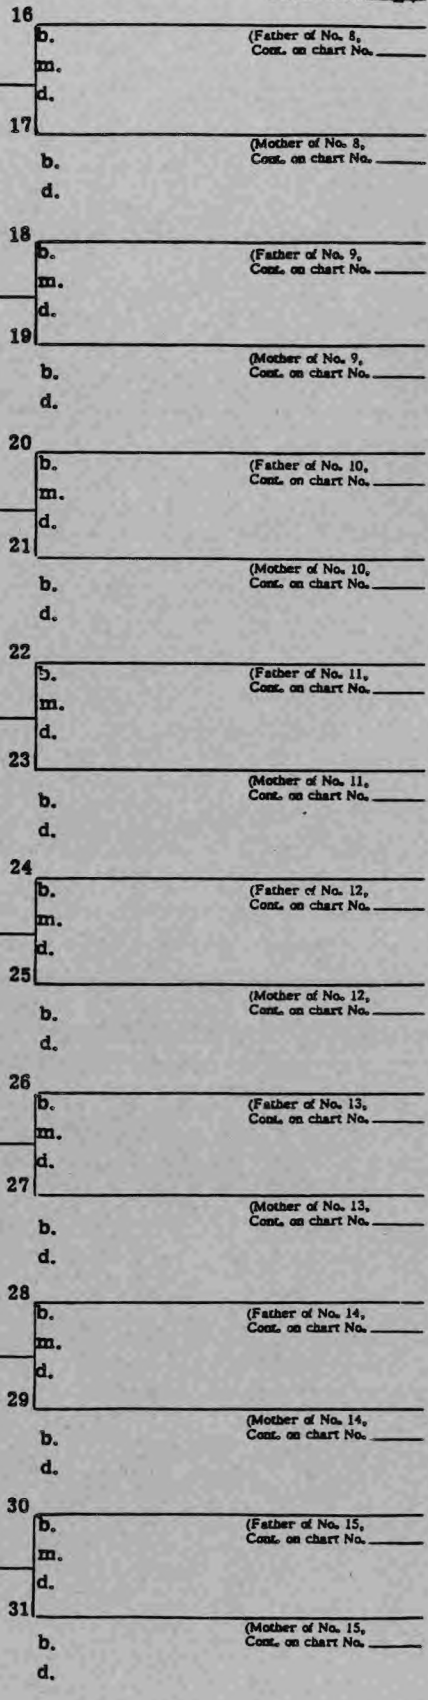 16
b. (Father of No. 8,
Cont. on chart No.
m.
d.
17
(Mother of No. 8,
b. Cont. on chart No.
d.
18
b. (Father of No. 9,
Cont. on chart No.
m.
d.
19
(Mother of No. 9,
b. Cont. on chart No.
d.
20
b. (Father of No. 10,
Cont. on chart No.
m.
d.
21
(Mother of No. 10,
b. Cont. on chart No.
d.
22
b. (Father of No. 11,
Cont. on chart No.
m.
d.
23
(Mother of No. 11,
b. Cont. on chart No.
d.
24
b. (Father of No. 12,
Cont. on chart No.
m.
d.
25
(Mother of No. 12,
b. Cont. on chart No.
d.
26
b. (Father of No. 13,
Cont. on chart No.
m.
d.
27
(Mother of No. 13,
b. Cont. on chart No.
d.
28
b. (Father of No. 14,
Cont. on chart No.
m.
d.
29
(Mother of No. 14,
b. Cont. on chart No.
d.
30
b. (Father of No. 15,
Cont. on chart No.
m.
d.
31
(Mother of No. 15,
b. Cont. on chart No.
d.